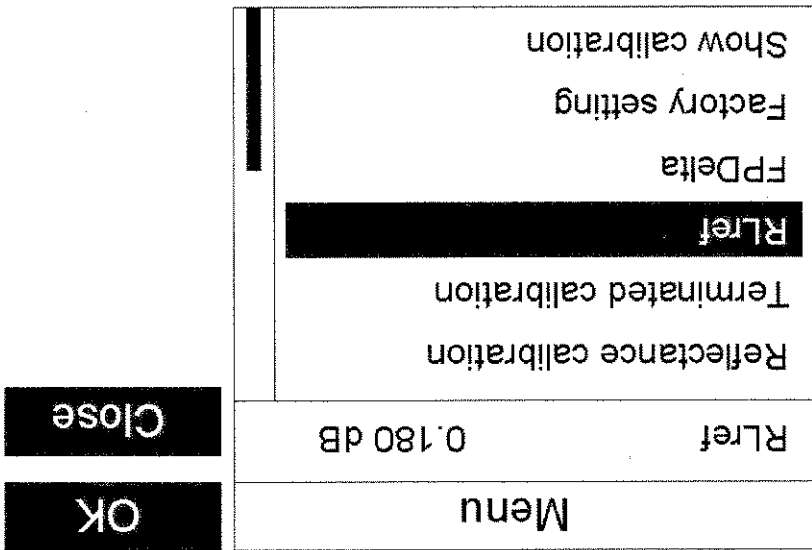 Menu
OK
RLref 0.180 dB
Close
Reflectance calibration
Terminated calibration
RLref
FPDelta
Factory setting
Show calibration